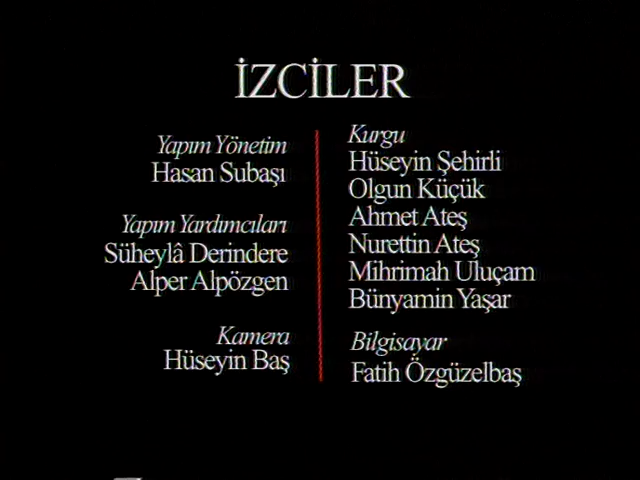 İZCİLER
Yapım Yönetim
Hasan Subaşı
Yapım Yardımcıları
Süheylâ Derindere
Alper Alpözgen
Kamera
Hüseyin Baş
Kurgu
Hüseyin Şehirli
Olgun Küçük
Ahmet Ateş
Nurettin Ateş
Mihrimah Uluçam
Bünyamin Yaşar
Bilgisayar
Fatih Özgüzelbaş